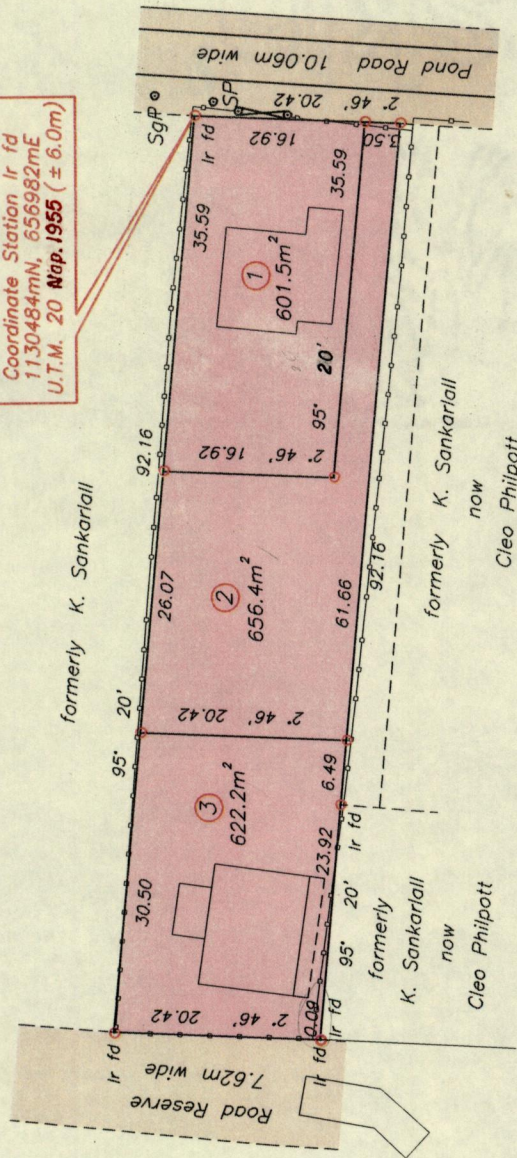 Coordinate Station Ir fd
1130484mN, 656982mE
U.T.M. 20 Nap. 1955 (± 6.0m)
Pond Road 10.06m wide
SgP
SP
2° 46' 20.42
Ir fd
16.92
3.50
35.59
35.59
1
601.5m²
95° 20'
92.16
2° 46' 16.92
formerly K. Sankarlall
26.07
2
656.4m²
61.66
92.16
formerly K. Sankarlall
now
Cleo Philpott
95° 20'
2° 46' 20.42
6.49
3
622.2m²
30.50
23.92
Ir fd
95° 20'
formerly
K. Sankarlall
now
Cleo Philpott
2° 46' 20.42
0.09
Ir fd
Ir fd
Ir fd
Road Reserve
7.62m wide